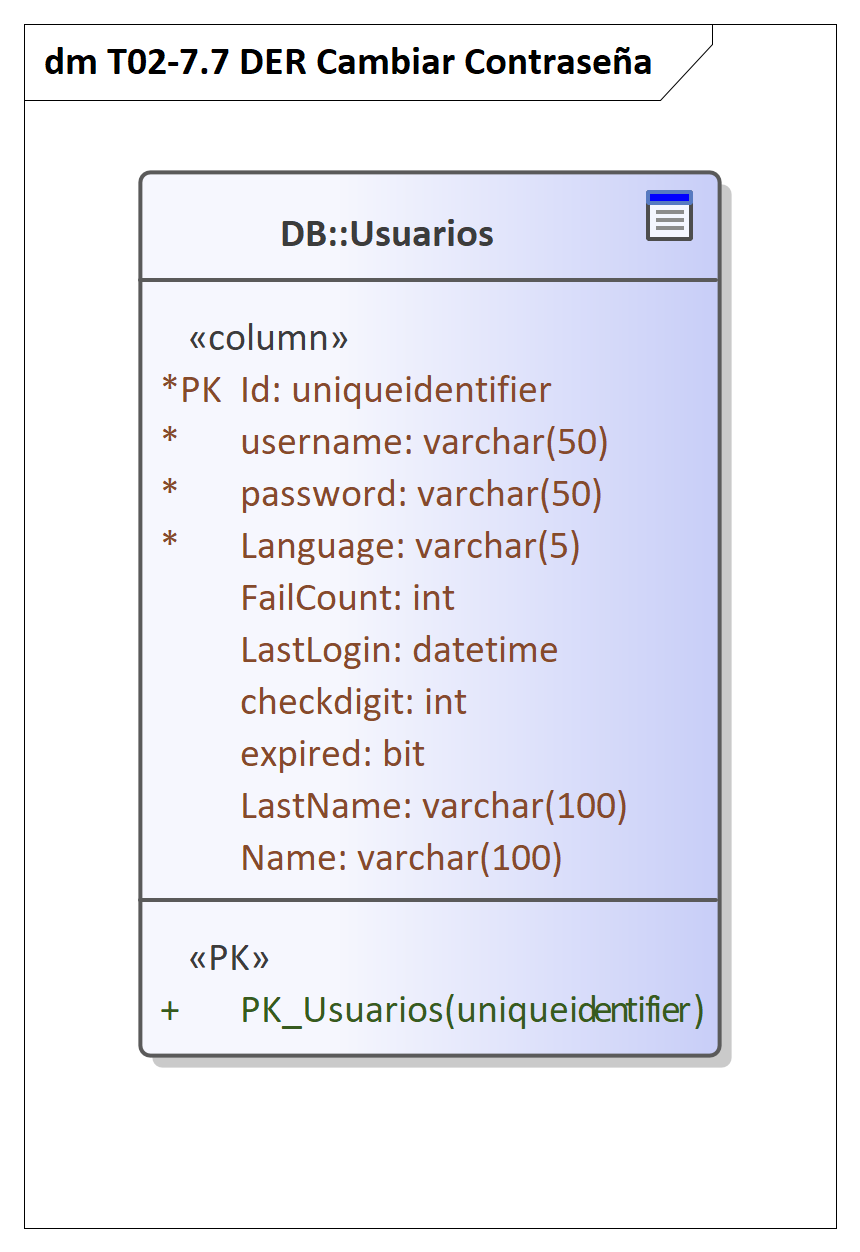 dm T02-7.7 DER Cambiar Contraseña
DB::Usuarios
«column»
*PK Id: uniqueidentifier
* username: varchar(50)
* password: varchar(50)
* Language: varchar(5)
FailCount: int
LastLogin: datetime
checkdigit: int
expired: bit
LastName: varchar(100)
Name: varchar(100)
«PK»
+ PK_Usuarios(uniqueidentifier)